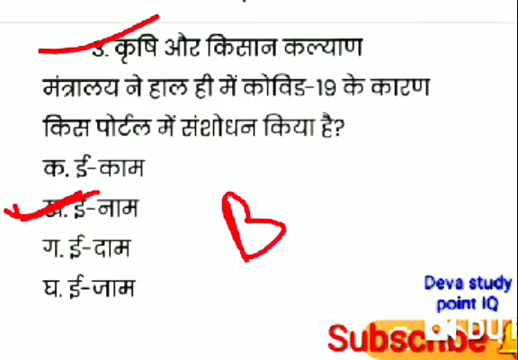 3. कृषि और किसान कल्याण
मंत्रालय ने हाल ही में कोविड-19 के कारण
किस पोर्टल में संशोधन किया है?
क. ई-काम
ख. ई-नाम
ग. ई-दाम
घ. ई-जाम
Deva study
point IQ
Subscribe